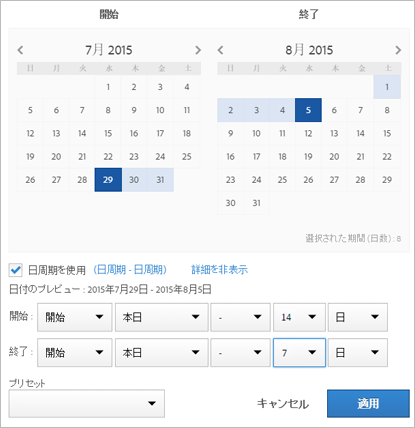 開始 終了
7月 2015 8月 2015
日 月 火 水 木 金 土 日 月 火 水 木 金 土
1 2 3 4 1
5 6 7 8 9 10 11 2 3 4 5 6 7 8
12 13 14 15 16 17 18 9 10 11 12 13 14 15
19 20 21 22 23 24 25 16 17 18 19 20 21 22
26 27 28 29 30 31 23 24 25 26 27 28 29
30 31
選択された期間(日数) : 8
日周期を使用 (日周期 - 日周期) 詳細を非表示
日付のプレビュー : 2015年7月29日 - 2015年8月5日
開始 : 開始 本日 - 14 日
終了 : 開始 本日 - 7 日
プリセット
キャンセル 適用